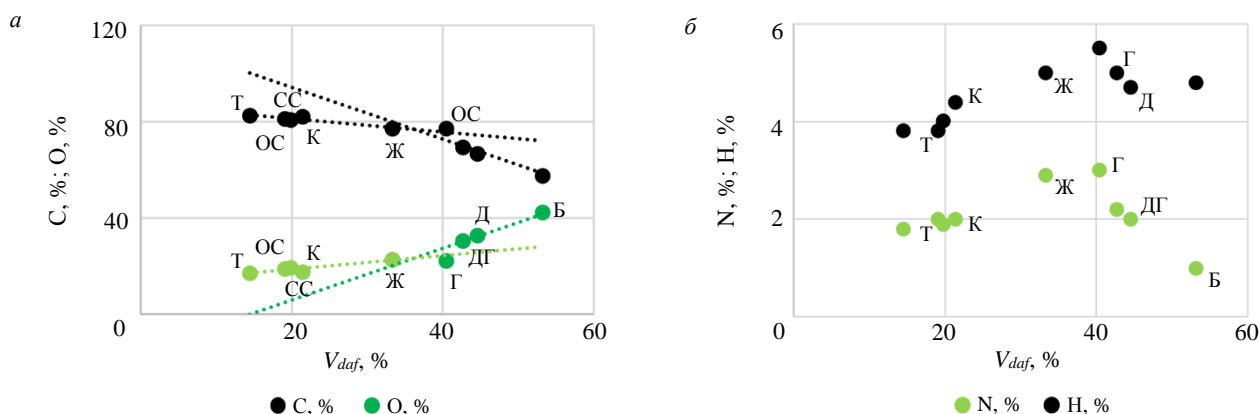 а
120
80
40
0
20
40
60
C, %; O, %
Т
СС
ОС
К
Ж
ОС
Т
ОС
К
СС
Ж
Г
Д
ДГ
Б
Vdaf, %
C, %
O, %
б
6
4
2
0
0
20
40
60
N, %; H, %
Т
К
Ж
Г
Д
Т
К
Ж
Г
ДГ
Б
Vdaf, %
N, %
H, %